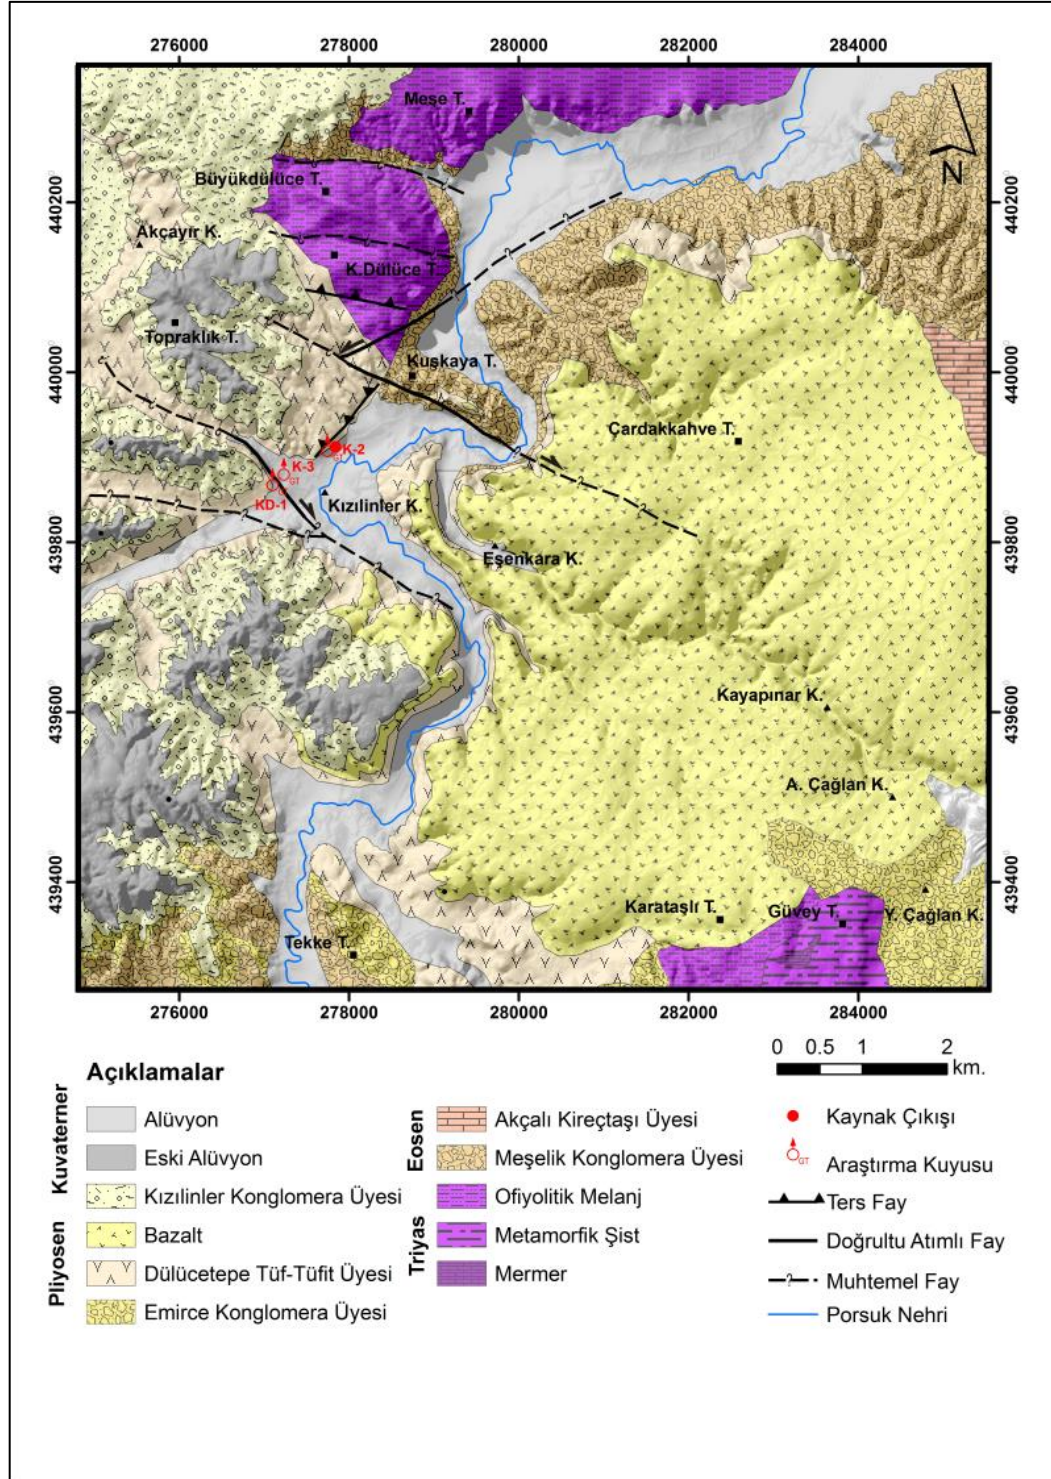 276000 278000 280000 282000 284000
Meşe T.
Büyükdülüce T.
N
440200 440200
Akçayır K.
K.Dülüce T.
Topraklık T.
Kuşkaya T.
440000 440000
Çardakkahve T.
K-2
GT
K-3
GT
KD-1
Kızılinler K.
439800 439800
Eşenkara K.
Kayapınar K.
439600 439600
A. Çağlan K.
439400 439400
Karataşlı T. Güvey T. Y. Çağlan K.
Tekke T.
276000 278000 280000 282000 284000
0 0.5 1 2
km.
Açıklamalar
Kuvaterner
Alüvyon
Eski Alüvyon
Kızılinler Konglomera Üyesi
Pliyosen
Bazalt
Dülücetepe Tüf-Tüfit Üyesi
Emirce Konglomera Üyesi
Eosen
Akçalı Kireçtaşı Üyesi
Meşelik Konglomera Üyesi
Triyas
Ofiyolitik Melanj
Metamorfik Şist
Mermer
Kaynak Çıkışı
GT
Araştırma Kuyusu
Ters Fay
Doğrultu Atımlı Fay
Muhtemel Fay
Porsuk Nehri